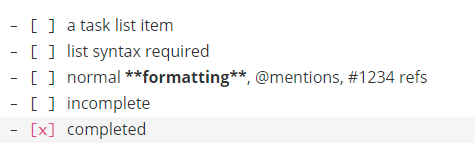 - [ ] a task list item
- [ ] list syntax required
- [ ] normal **formatting**, @mentions, #1234 refs
- [ ] incomplete
- [x] completed